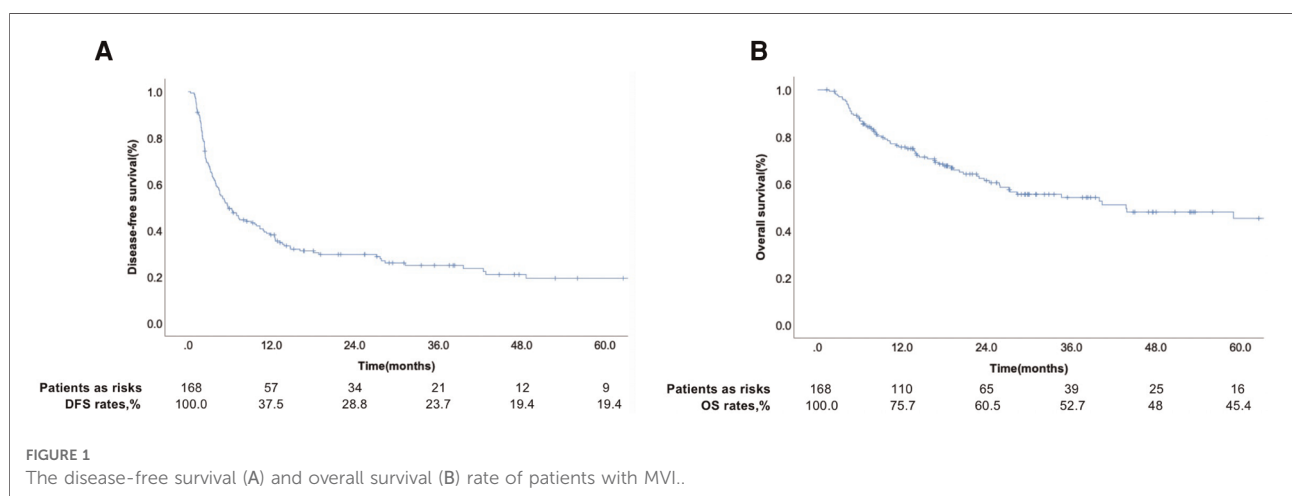 A
Disease-free survival(%)
1.0
0.8
0.6
0.4
0.2
0.0
.0 12.0 24.0 36.0 48.0 60.0
Time(months)
Patients as risks 168 57 34 21 12 9
DFS rates,% 100.0 37.5 28.8 23.7 19.4 19.4
B
Overall survival(%)
1.0
0.8
0.6
0.4
0.2
0.0
.0 12.0 24.0 36.0 48.0 60.0
Time(months)
Patients as risks 168 110 65 39 25 16
OS rates,% 100.0 75.7 60.5 52.7 48 45.4
FIGURE 1
The disease-free survival (A) and overall survival (B) rate of patients with MVI..